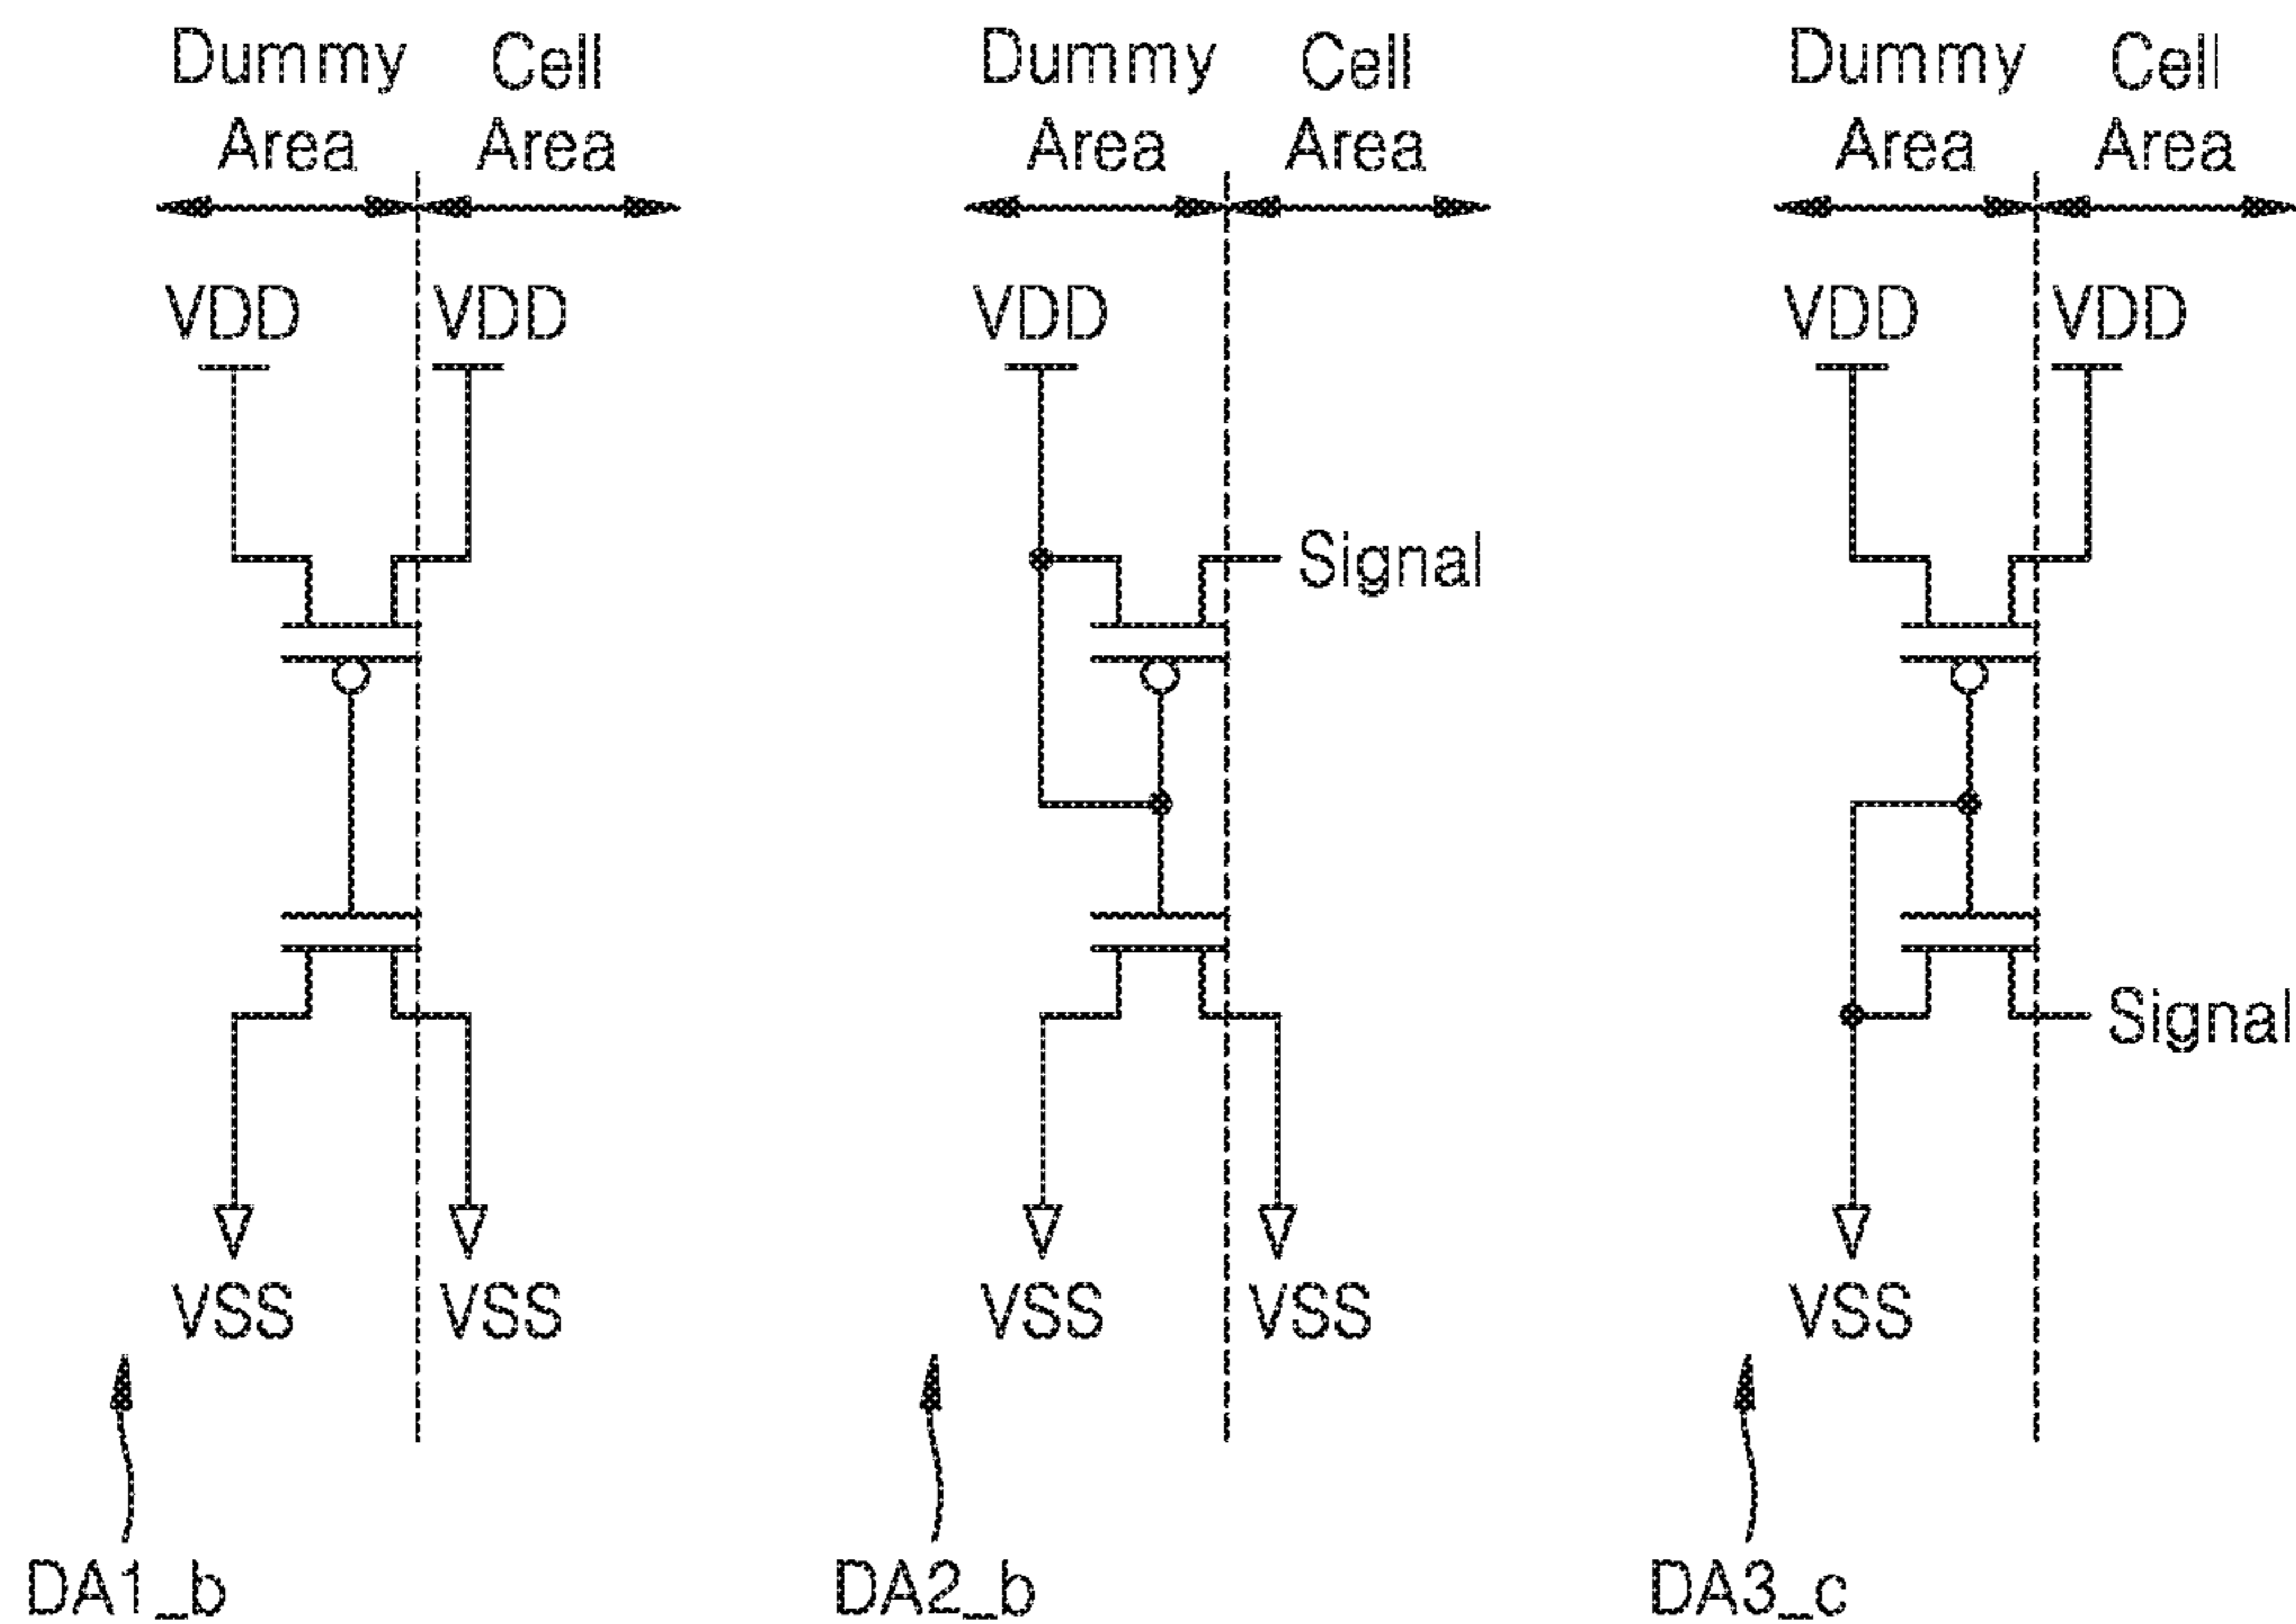 Dummy Area
Cell Area
Dummy Area
Cell Area
Dummy Area
Cell Area
VDD
VDD
VDD
VDD
VDD
Signal
Signal
VSS
VSS
VSS
VSS
VSS
DA1_b
DA2_b
DA3_c